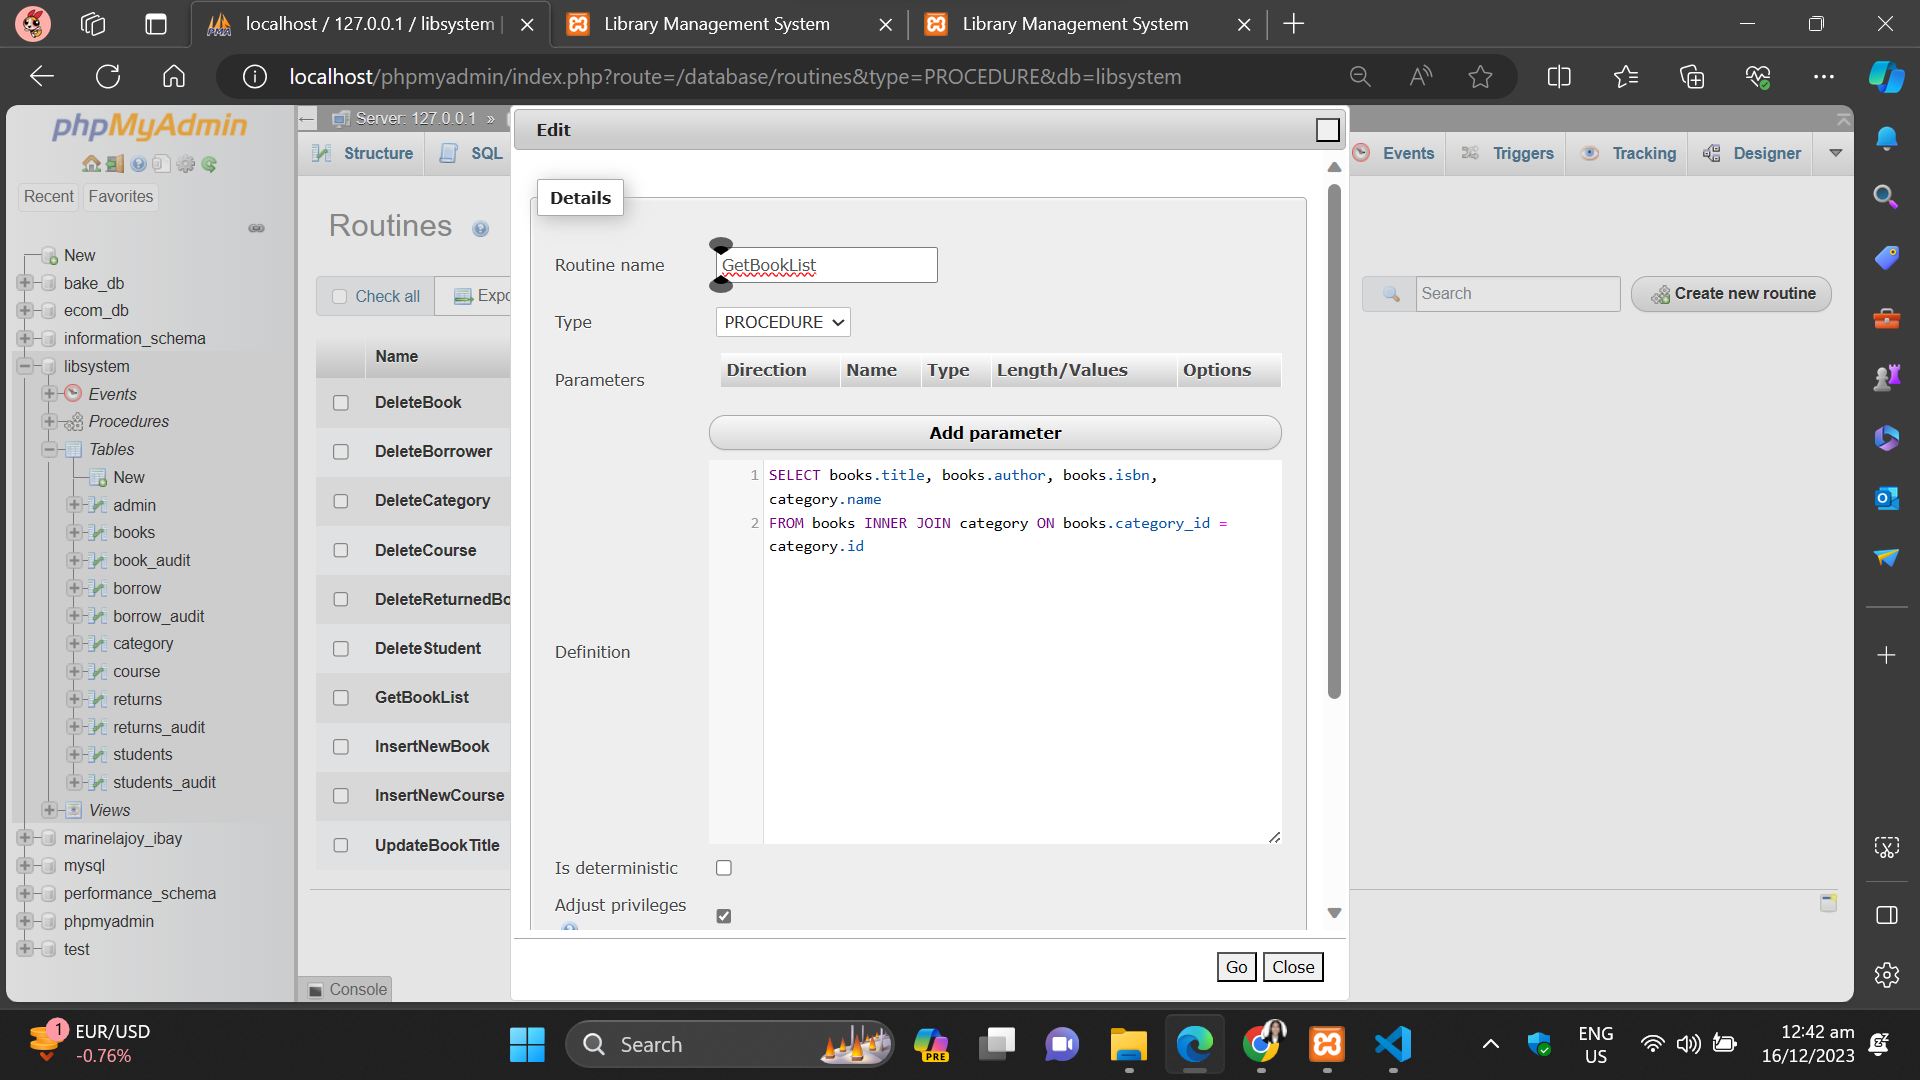 localhost / 127.0.0.1 / libsystem |
Library Management System
Library Management System
localhost/phpmyadmin/index.php?route=/database/routines&type=PROCEDURE&db=libsystem
phpMyAdmin
Recent
Favorites
New
bake_db
ecom_db
information_schema
libsystem
Events
Procedures
Tables
New
admin
books
book_audit
borrow
borrow_audit
category
course
returns
returns_audit
students
students_audit
Views
marinelajoy_ibay
mysql
performance_schema
phpmyadmin
test
Server: 127.0.0.1 »
Structure
SQL
Events
Triggers
Tracking
Designer
Routines
Check all
Expo
Search
Create new routine
Name
DeleteBook
DeleteBorrower
DeleteCategory
DeleteCourse
DeleteReturnedBo
DeleteStudent
GetBookList
InsertNewBook
InsertNewCourse
UpdateBookTitle
Console
Edit
Details
Routine name
GetBookList
Type
PROCEDURE
Parameters
Direction Name Type Length/Values Options
Add parameter
Definition
1 SELECT books.title, books.author, books.isbn,
category.name
2 FROM books INNER JOIN category ON books.category_id =
category.id
Is deterministic
Adjust privileges
Go
Close
1
EUR/USD
-0.76%
Search
PRE
ENG
US
12:42 am
16/12/2023